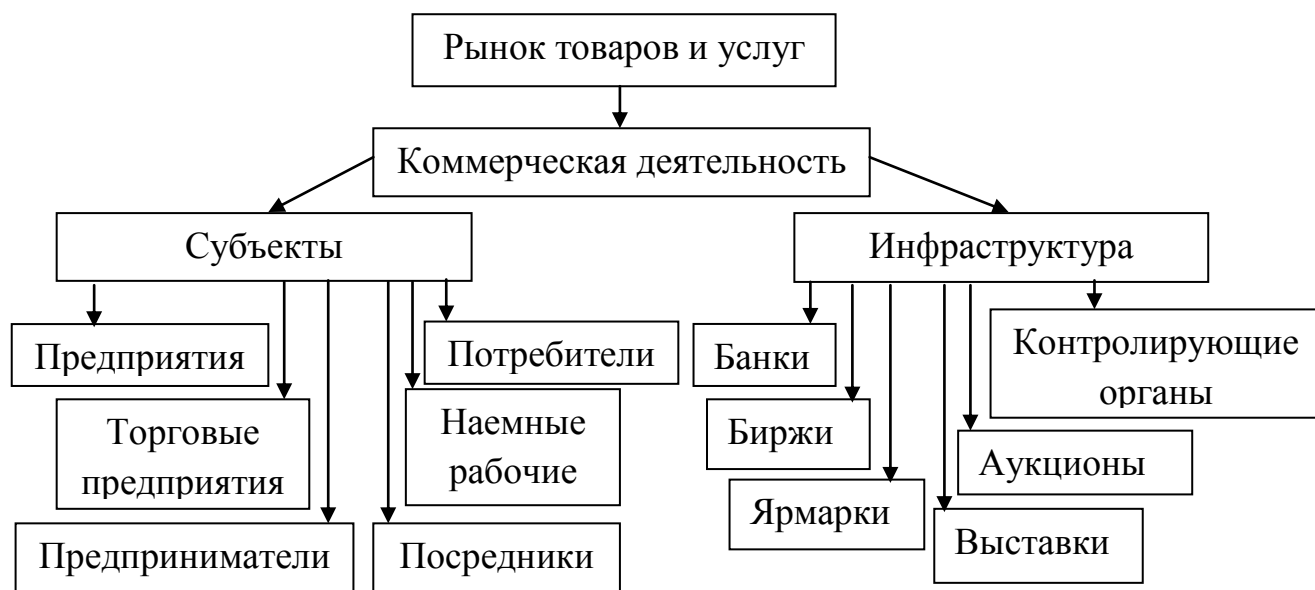 Рынок товаров и услуг
Коммерческая деятельность
Субъекты
Инфраструктура
Предприятия
Потребители
Банки
Контролирующие
органы
Торговые
предприятия
Наемные
рабочие
Биржи
Аукционы
Ярмарки
Предприниматели
Посредники
Выставки